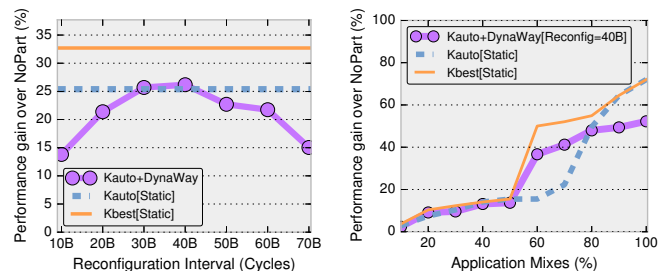 Performance gain over NoPart (%)
35
30
25
20
15
10
5
0
Kauto+DynaWay
Kauto[Static]
Kbest[Static]
10B 20B 30B 40B 50B 60B 70B
Reconfiguration Interval (Cycles)
Performance gain over NoPart (%)
100
80
60
40
20
0
Kauto+DynaWay[Reconfig=40B]
Kauto[Static]
Kbest[Static]
20 40 60 80 100
Application Mixes (%)